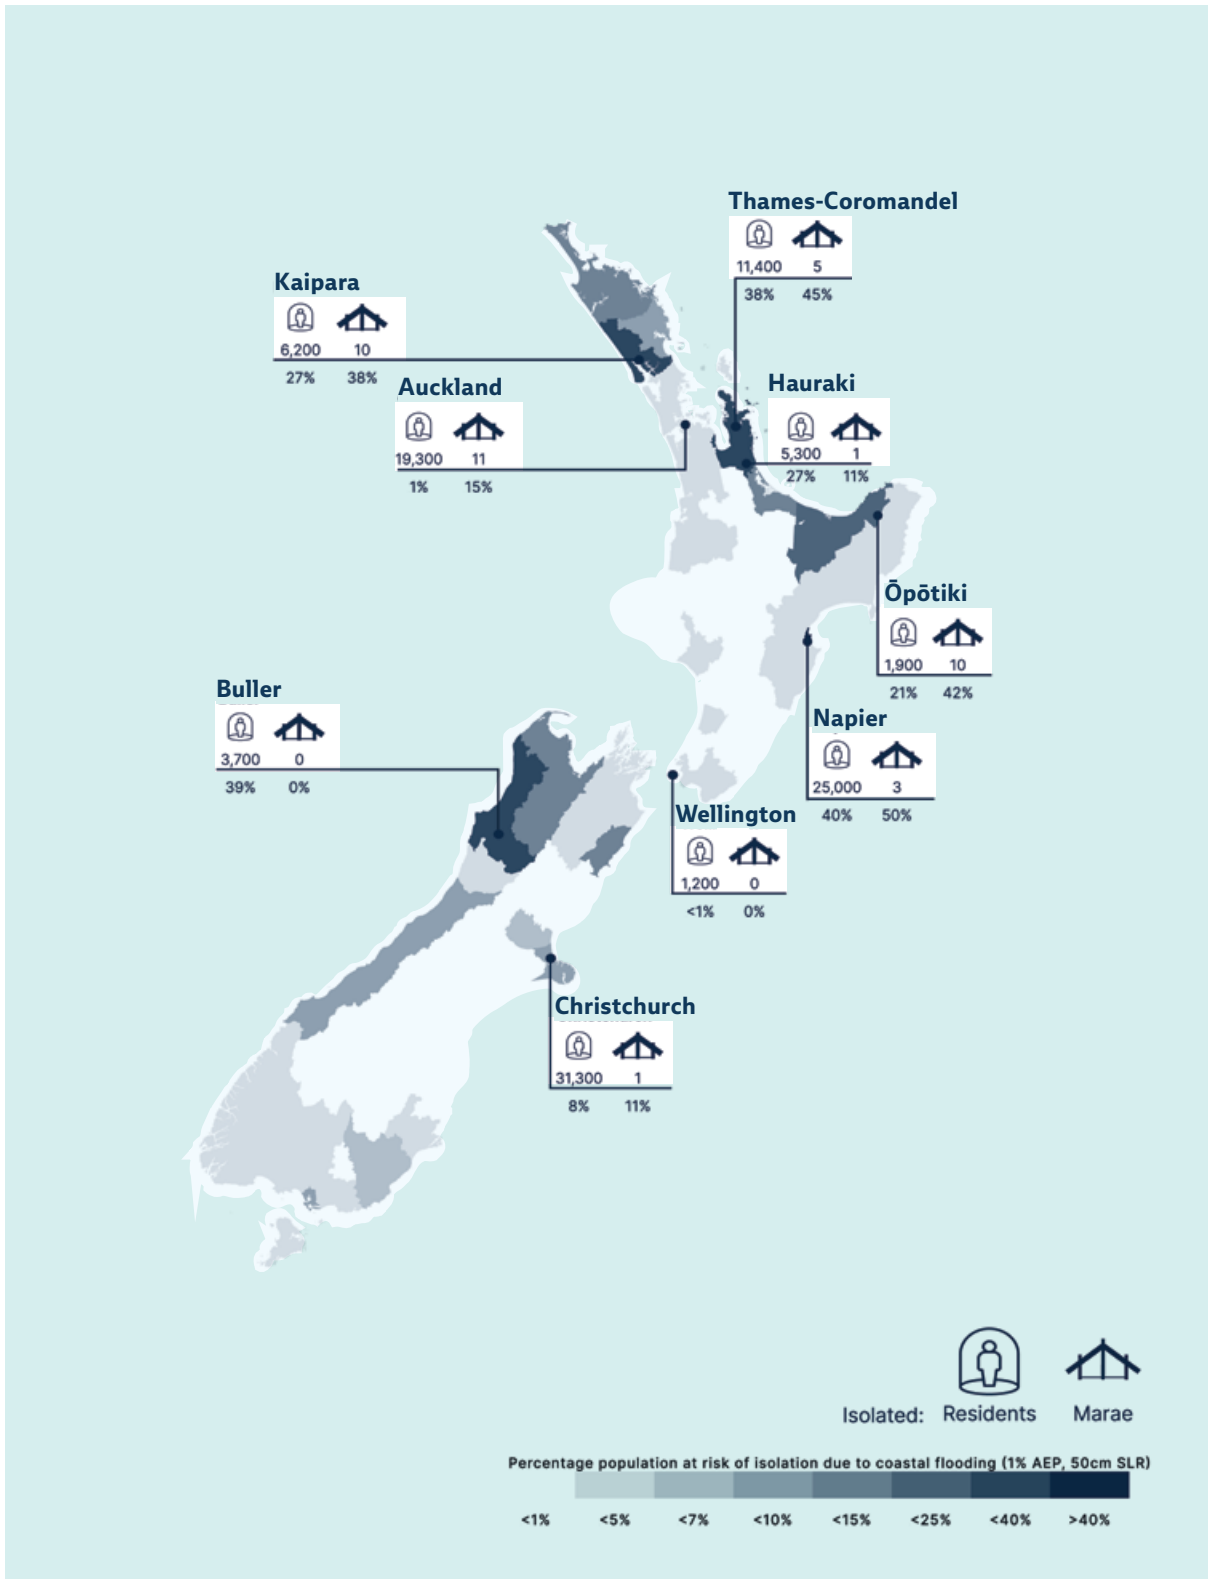 Thames-Coromandel
11,400 5
38% 45%
Kaipara
6,200 10
27% 38%
Auckland
19,300 11
1% 15%
Hauraki
5,300 1
27% 11%
Ōpōtiki
1,900 10
21% 42%
Buller
3,700 0
39% 0%
Napier
25,000 3
40% 50%
Wellington
1,200 0
<1% 0%
Christchurch
31,300 1
8% 11%
Isolated: Residents Marae
Percentage population at risk of isolation due to coastal flooding (1% AEP, 50cm SLR)
<1% <5% <7% <10% <15% <25% <40% >40%